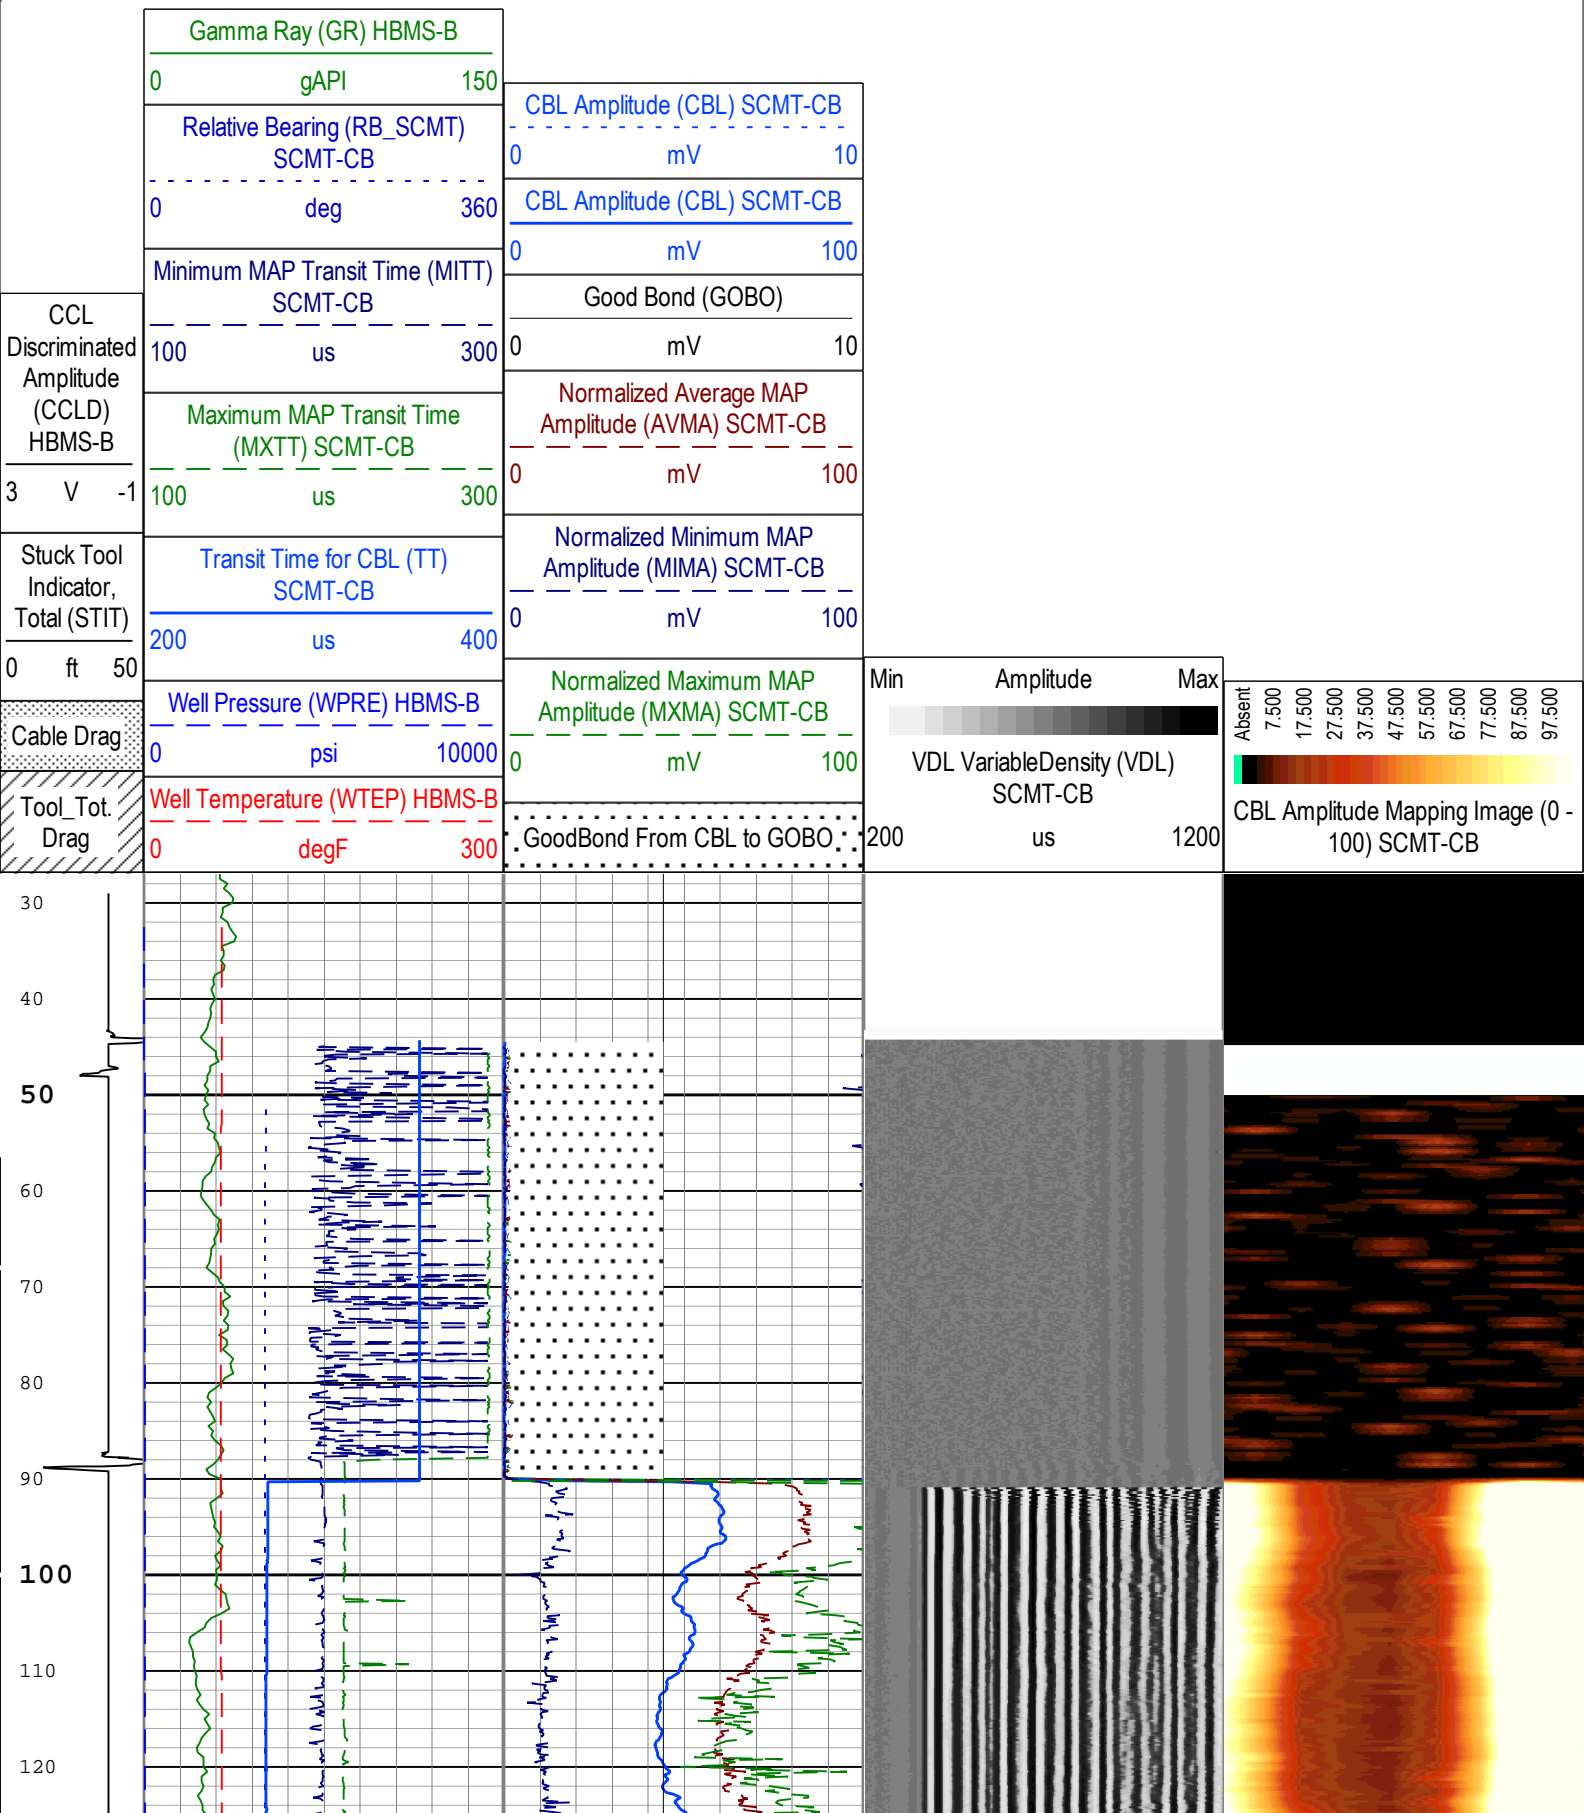 Gamma Ray (GR) HBMS-B
0 gAPI 150
Relative Bearing (RB_SCMT)
SCMT-CB
0 deg 360
Minimum MAP Transit Time (MITT)
SCMT-CB
100 us 300
Maximum MAP Transit Time
(MXTT) SCMT-CB
100 us 300
Transit Time for CBL (TT)
SCMT-CB
200 us 400
Well Pressure (WPRE) HBMS-B
0 psi 10000
Well Temperature (WTEP) HBMS-B
0 degF 300
CCL
Discriminated
Amplitude
(CCLD)
HBMS-B
3 V -1
Stuck Tool
Indicator,
Total (STIT)
0 ft 50
Cable Drag
Tool_Tot.
Drag
CBL Amplitude (CBL) SCMT-CB
0 mV 10
CBL Amplitude (CBL) SCMT-CB
0 mV 100
Good Bond (GOBO)
0 mV 10
Normalized Average MAP
Amplitude (AVMA) SCMT-CB
0 mV 100
Normalized Minimum MAP
Amplitude (MIMA) SCMT-CB
0 mV 100
Normalized Maximum MAP
Amplitude (MXMA) SCMT-CB
0 mV 100
GoodBond From CBL to GOBO
Min Amplitude Max
VDL VariableDensity (VDL)
SCMT-CB
200 us 1200
Absent 7.500 17.500 27.500 37.500 47.500 57.500 67.500 77.500 87.500 97.500
CBL Amplitude Mapping Image (0 -
100) SCMT-CB
30
40
50
60
70
80
90
100
110
120